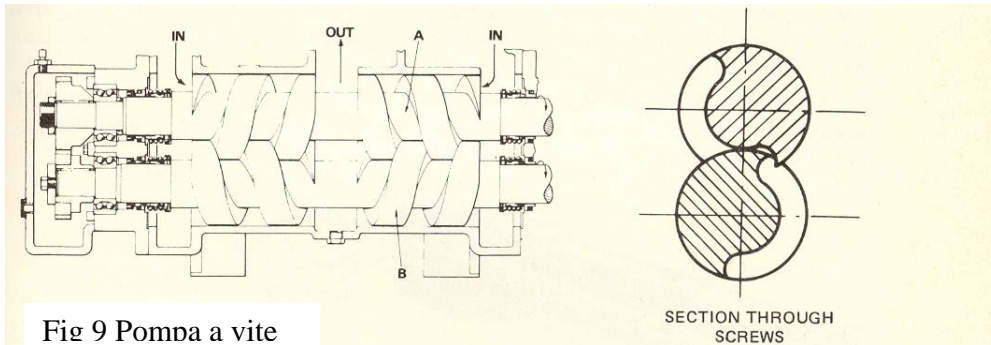 IN
OUT
A
IN
B
SECTION THROUGH
SCREWS
Fig 9 Pompa a vite